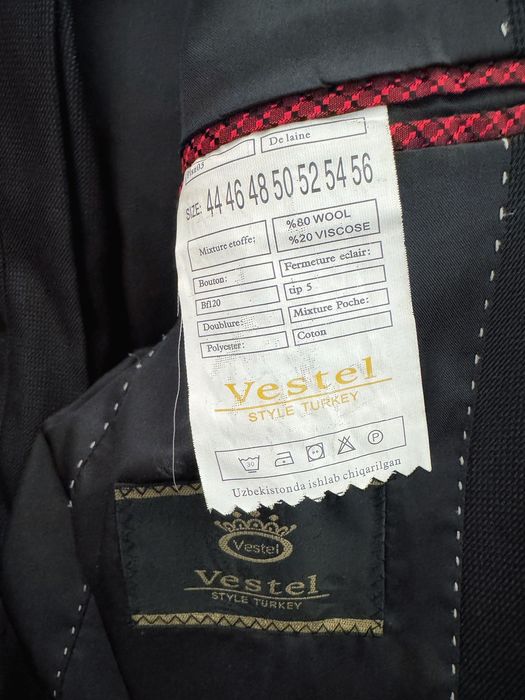 De laine
SIZE: 44 46 48 50 52 54 56
Mixture etoffe:
%80 WOOL
%20 VISCOSE
Bouton:
Fermeture eclair:
Bfl20
tip 5
Doublure:
Mixture Poche:
Polyester:
Coton
Vestel
STYLE TURKEY
30
P
Uzbekistonda ishlab chiqarilgan
Vestel
Vestel
STYLE TURKEY